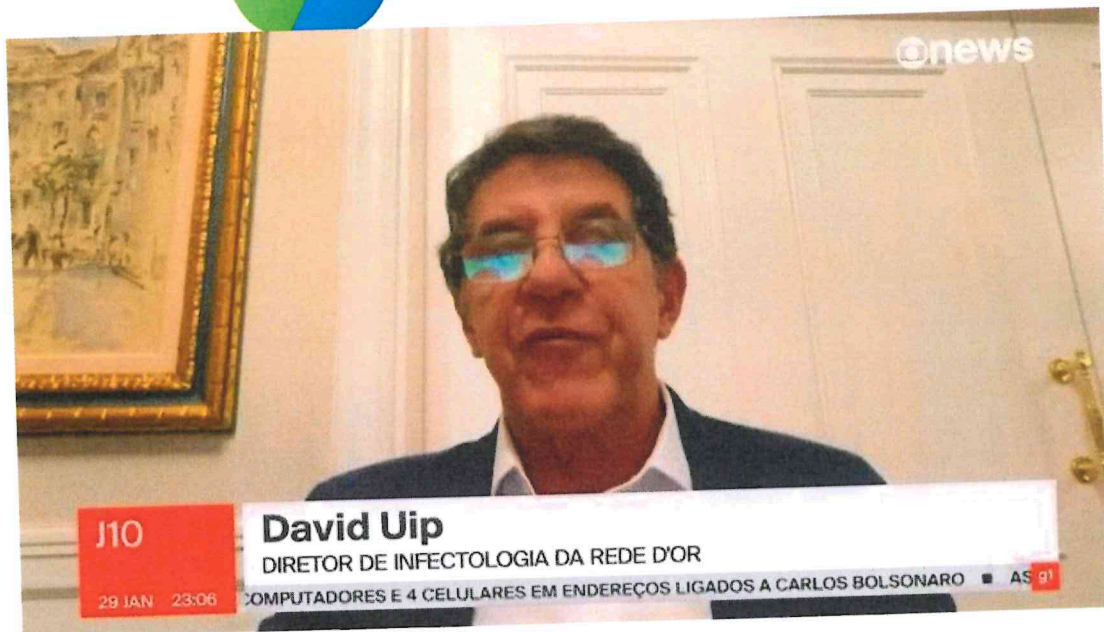 news
J10
David Uip
DIRETOR DE INFECTOLOGIA DA REDE D'OR
29 JAN 23:06
COMPUTADORES E 4 CELULARES EM ENDEREÇOS LIGADOS A CARLOS BOLSONARO ■ AS
g1